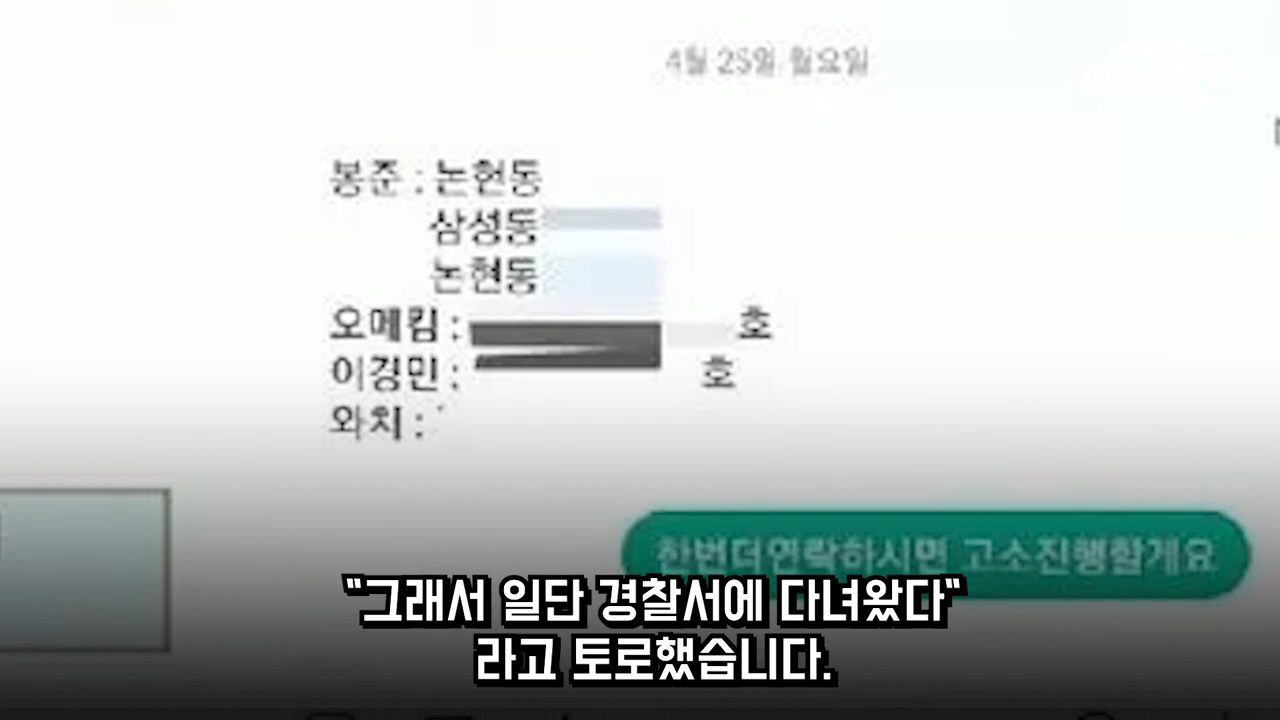 4월 25일 월요일
봉준 : 논현동
삼성동
논현동
오메킴 :
호
이경민 :
호
와치 :
한번더연락하시면 고소진행할게요
"그래서 일단 경찰서에 다녀왔다"
라고 토로했습니다.